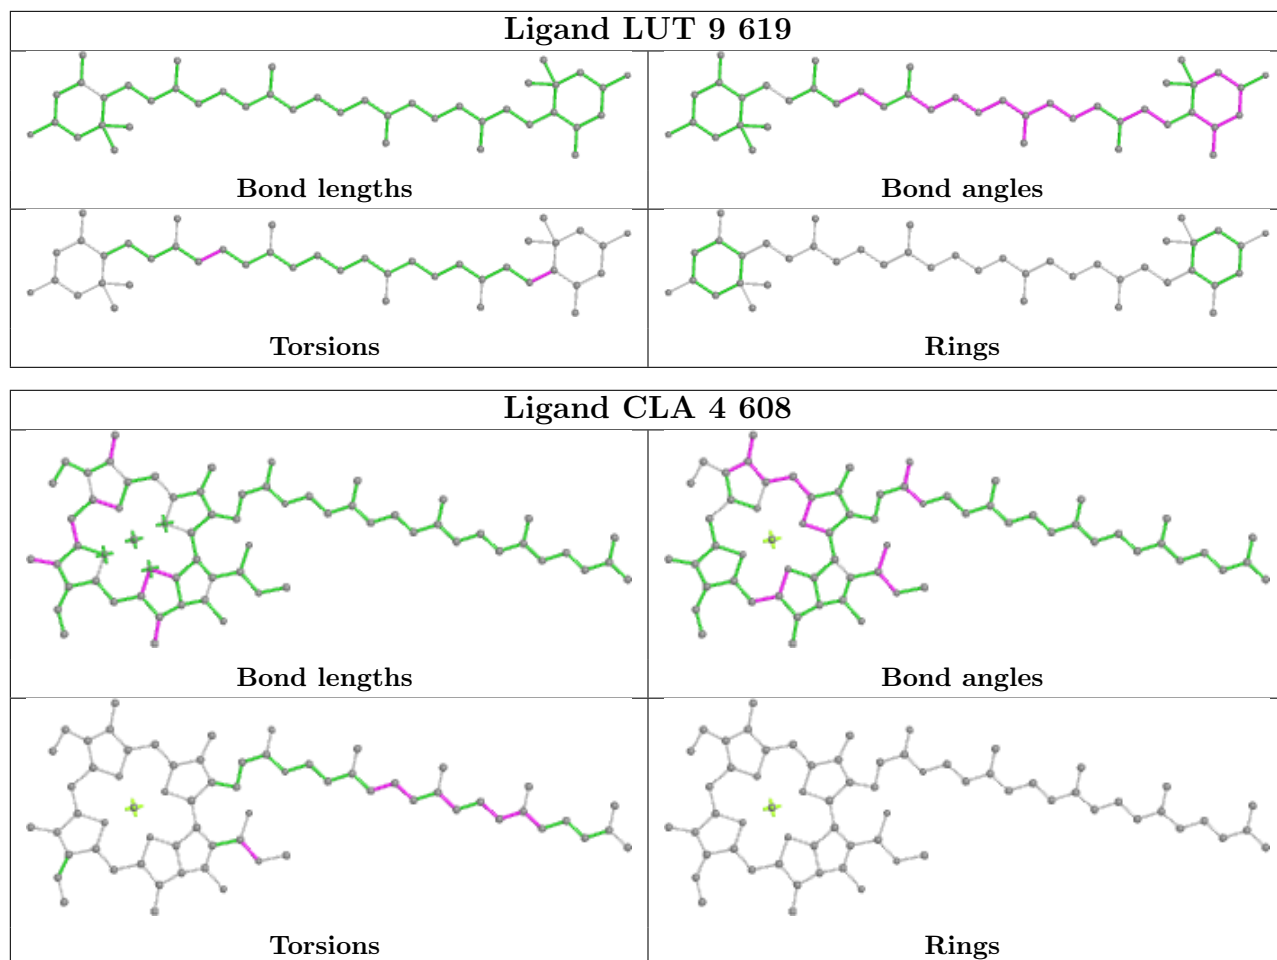 Ligand LUT 9 619
Bond lengths
Bond angles
Torsions
Rings
Ligand CLA 4 608
Bond lengths
Bond angles
Torsions
Rings